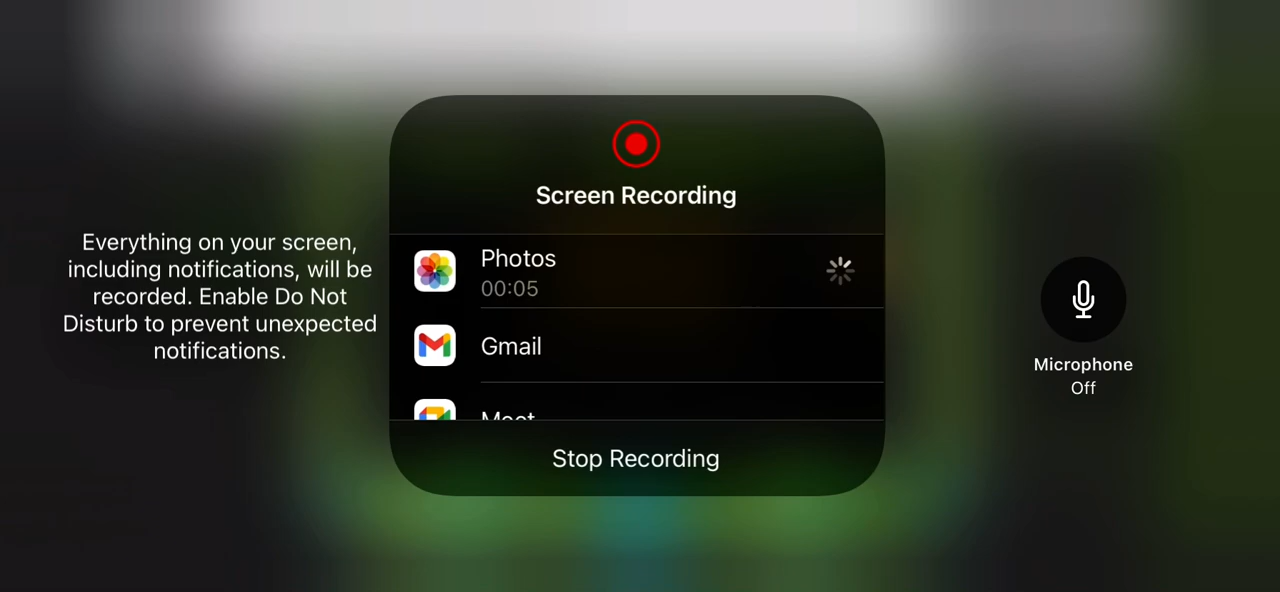 Everything on your screen,
including notifications, will be
recorded. Enable Do Not
Disturb to prevent unexpected
notifications.
Screen Recording
Photos
00:05
Gmail
Meet
Stop Recording
Microphone
Off